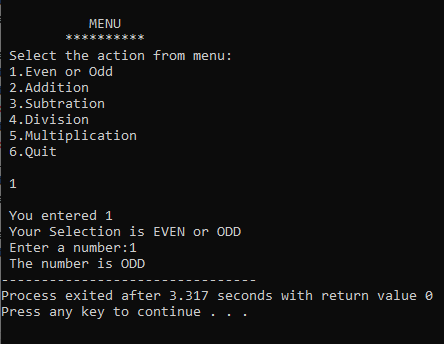 MENU
**********
Select the action from menu:
1.Even or Odd
2.Addition
3.Subtration
4.Division
5.Multiplication
6.Quit
1
You entered 1
Your Selection is EVEN or ODD
Enter a number:1
The number is ODD
--------------------------------
Process exited after 3.317 seconds with return value 0
Press any key to continue . . .